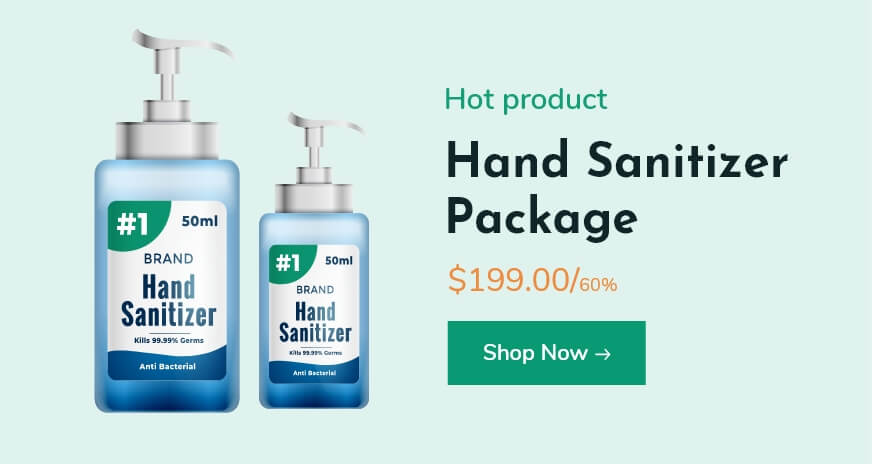 #1
50ml
BRAND
Hand
Sanitizer
Kills 99.99% Germs
Anti Bacterial
#1
50ml
BRAND
Hand
Sanitizer
Kills 99.99% Germs
Anti Bacterial
Hot product
Hand Sanitizer
Package
$199.00/60%
Shop Now →